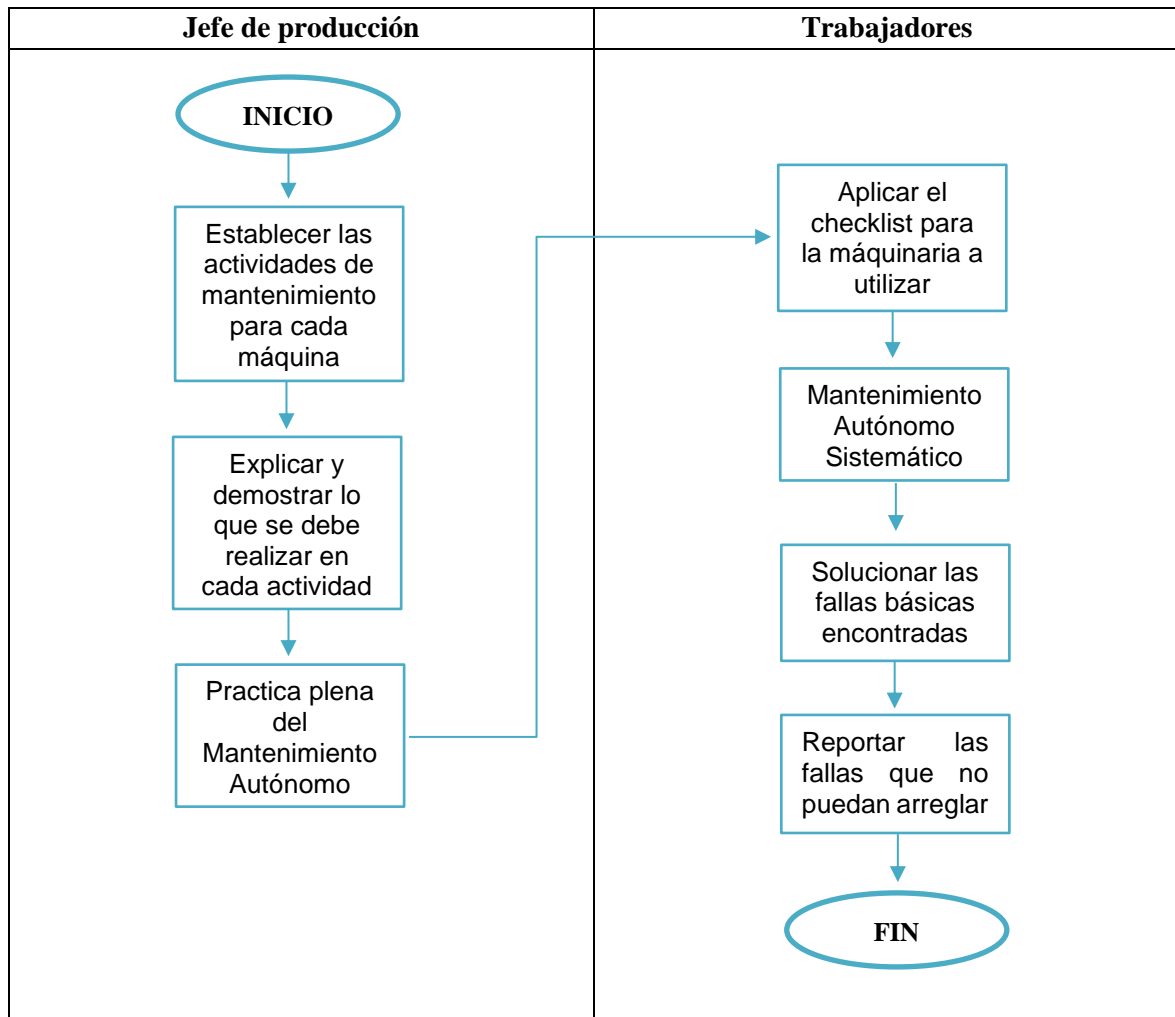 Jefe de producción
Trabajadores
INICIO
Establecer las
actividades de
mantenimiento
para cada
máquina
Explicar y
demostrar lo
que se debe
realizar en
cada actividad
Practica plena
del
Mantenimiento
Autónomo
Aplicar el
checklist para
la máquinaria a
utilizar
Mantenimiento
Autónomo
Sistemático
Solucionar las
fallas básicas
encontradas
Reportar las
fallas que no
puedan arreglar
FIN